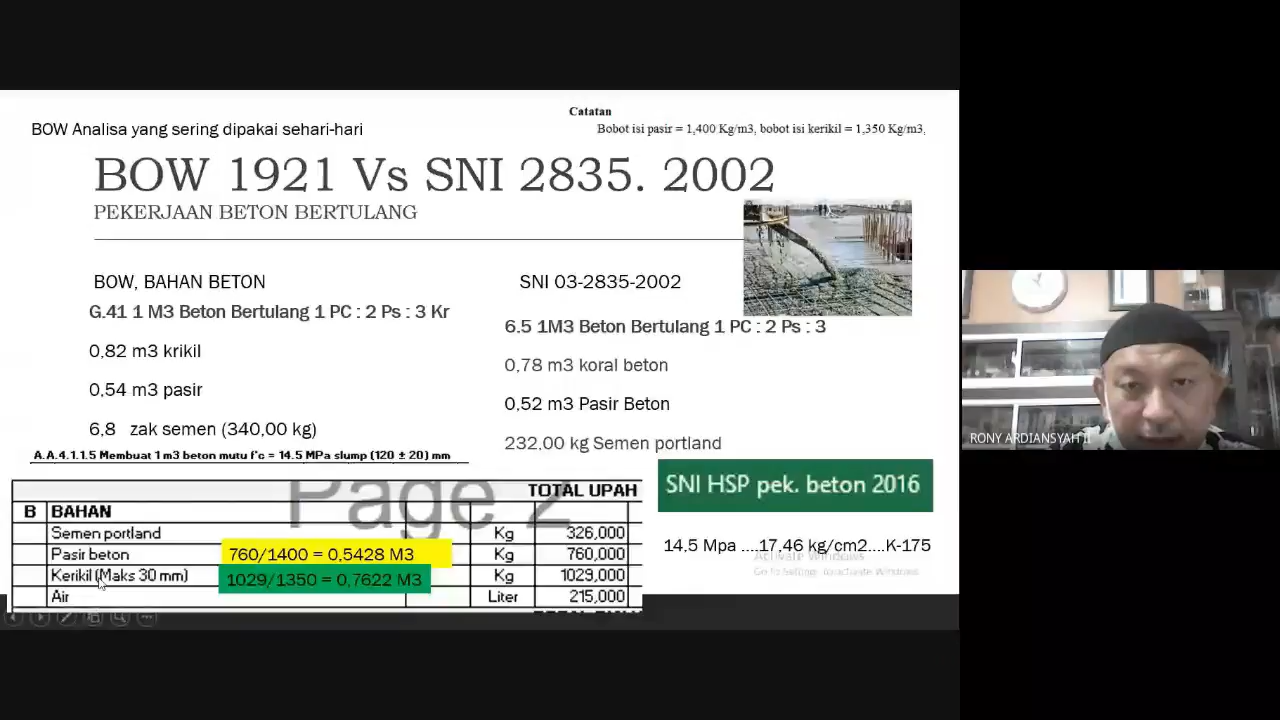 Catatan
BOW Analisa yang sering dipakai sehari-hari
Bobot isi pasir = 1,400 Kg/m3, bobot isi kerikil = 1,350 Kg/m3,
BOW 1921 Vs SNI 2835. 2002
PEKERJAAN BETON BERTULANG
BOW, BAHAN BETON
G.41 1 M3 Beton Bertulang 1 PC : 2 Ps : 3 Kr
0,82 m3 krikil
0,54 m3 pasir
6,8 zak semen (340,00 kg)
SNI 03-2835-2002
6.5 1M3 Beton Bertulang 1 PC : 2 Ps : 3
0,78 m3 koral beton
0,52 m3 Pasir Beton
232,00 kg Semen portland
A.A.4.1.1.5 Membuat 1 m3 beton mutu f'c = 14.5 MPa slump (120 ± 20) mm
Page 2
TOTAL UPAH
B BAHAN
Semen portland Kg 326,000
Pasir beton 760/1400 = 0,5428 M3 Kg 760,000
Kerikil (Maks 30 mm) 1029/1350 = 0,7622 M3 Kg 1029,000
Air Liter 215,000
SNI HSP pek. beton 2016
14.5 Mpa ....17,46 kg/cm2....K-175
Activate Windows
Go to Settings to activate Windows.
RONY ARDIANSYAH